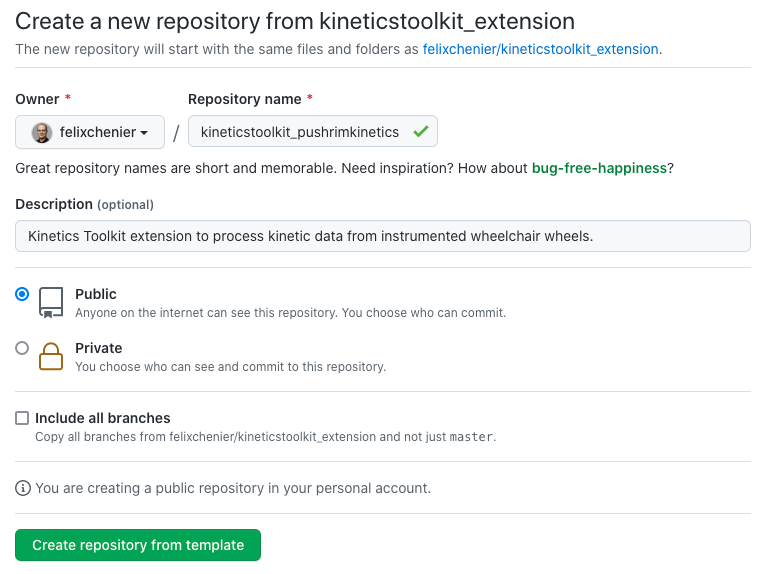 Create a new repository from kineticstoolkit_extension
The new repository will start with the same files and folders as felixchenier/kineticstoolkit_extension.
Owner * Repository name *
felixchenier / kineticstoolkit_pushrimkinetics
Great repository names are short and memorable. Need inspiration? How about bug-free-happiness?
Description (optional)
Kinetics Toolkit extension to process kinetic data from instrumented wheelchair wheels.
Public
Anyone on the internet can see this repository. You choose who can commit.
Private
You choose who can see and commit to this repository.
Include all branches
Copy all branches from felixchenier/kineticstoolkit_extension and not just master.
You are creating a public repository in your personal account.
Create repository from template